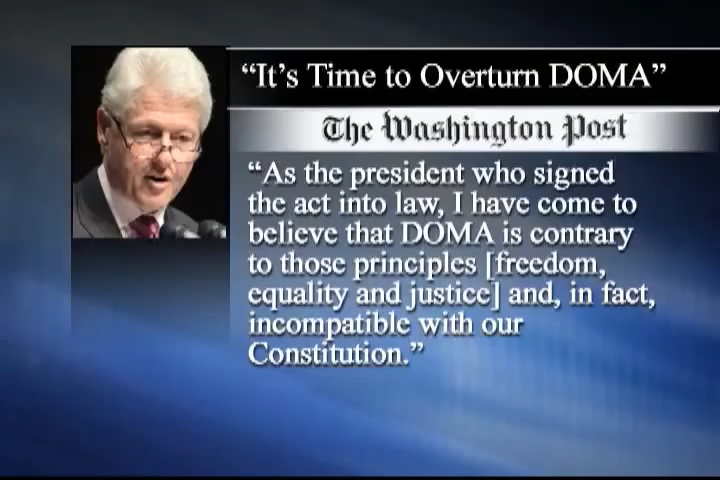 “It’s Time to Overturn DOMA”
The Washington Post
“As the president who signed
the act into law, I have come to
believe that DOMA is contrary
to those principles [freedom,
equality and justice] and, in fact,
incompatible with our
Constitution.”